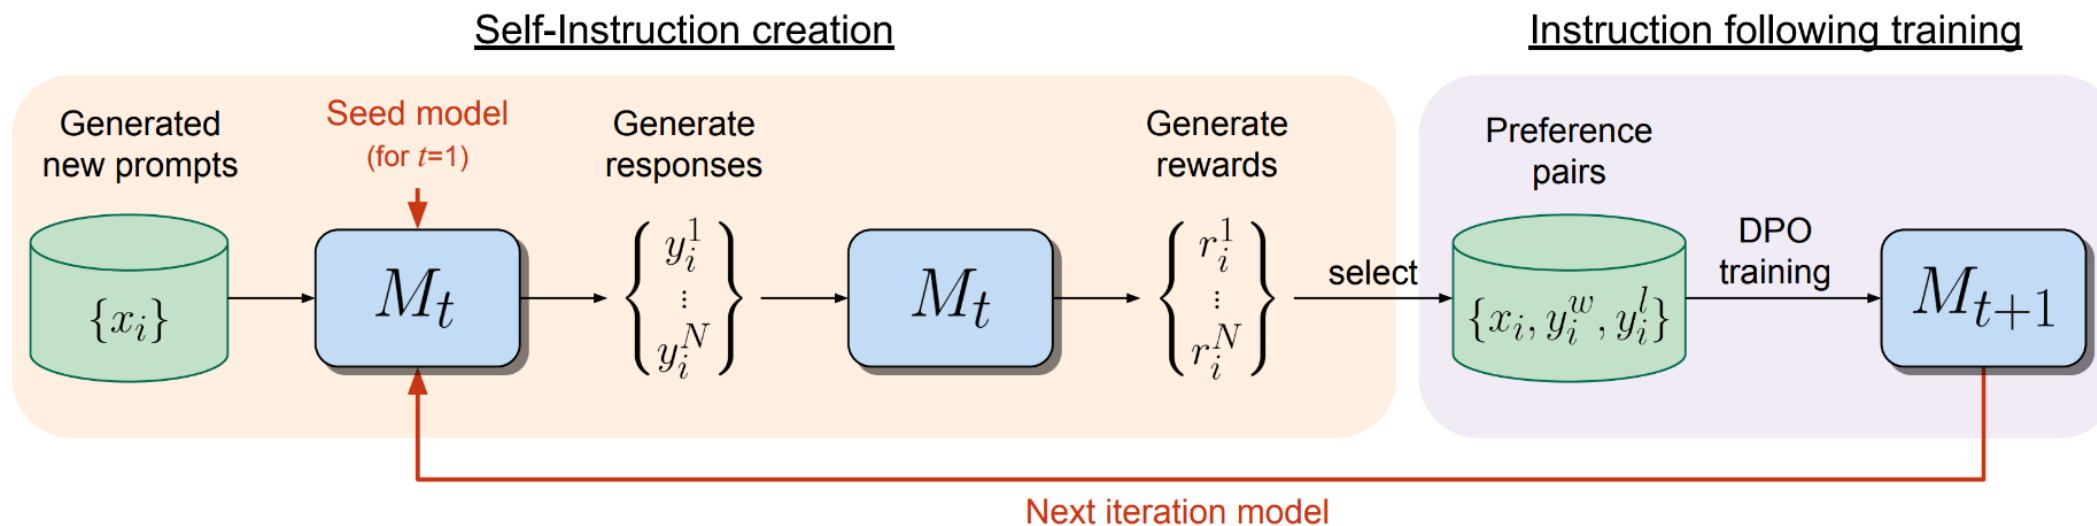 Self-Instruction creation
Instruction following training
Generated
new prompts
Seed model
(for t=1)
Generate
responses
Generate
rewards
Preference
pairs
{x_i}
M_t
y_i^1
⋮
y_i^N
M_t
r_i^1
⋮
r_i^N
select
{x_i, y_i^w, y_i^l}
DPO
training
M_{t+1}
Next iteration model